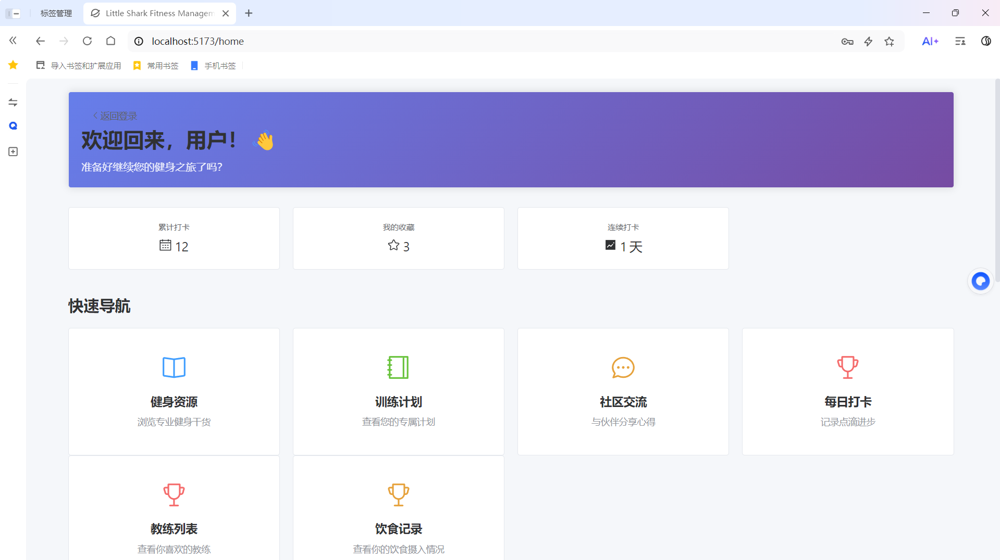 标签管理
Little Shark Fitness Managem
localhost:5173/home
AI
导入书签和扩展应用
常用书签
手机书签
返回登录
欢迎回来，用户！ 👋
准备好继续您的健身之旅了吗？
累计打卡
12
我的收藏
3
连续打卡
1 天
快速导航
健身资源
浏览专业健身干货
训练计划
查看您的专属计划
社区交流
与伙伴分享心得
每日打卡
记录点滴进步
教练列表
查看你喜欢的教练
饮食记录
查看你的饮食摄入情况